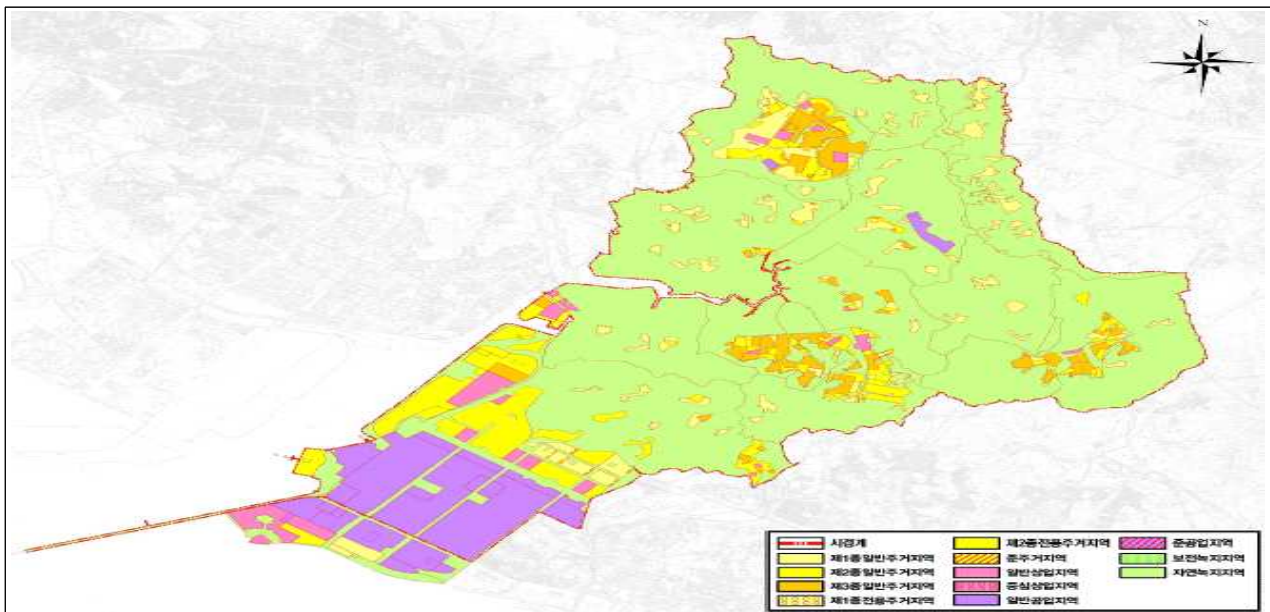 N
시경계
제1종일반주거지역
제2종일반주거지역
제3종일반주거지역
제1종전용주거지역
제2종전용주거지역
준주거지역
일반상업지역
중심상업지역
일반공업지역
준공업지역
보전녹지지역
자연녹지지역